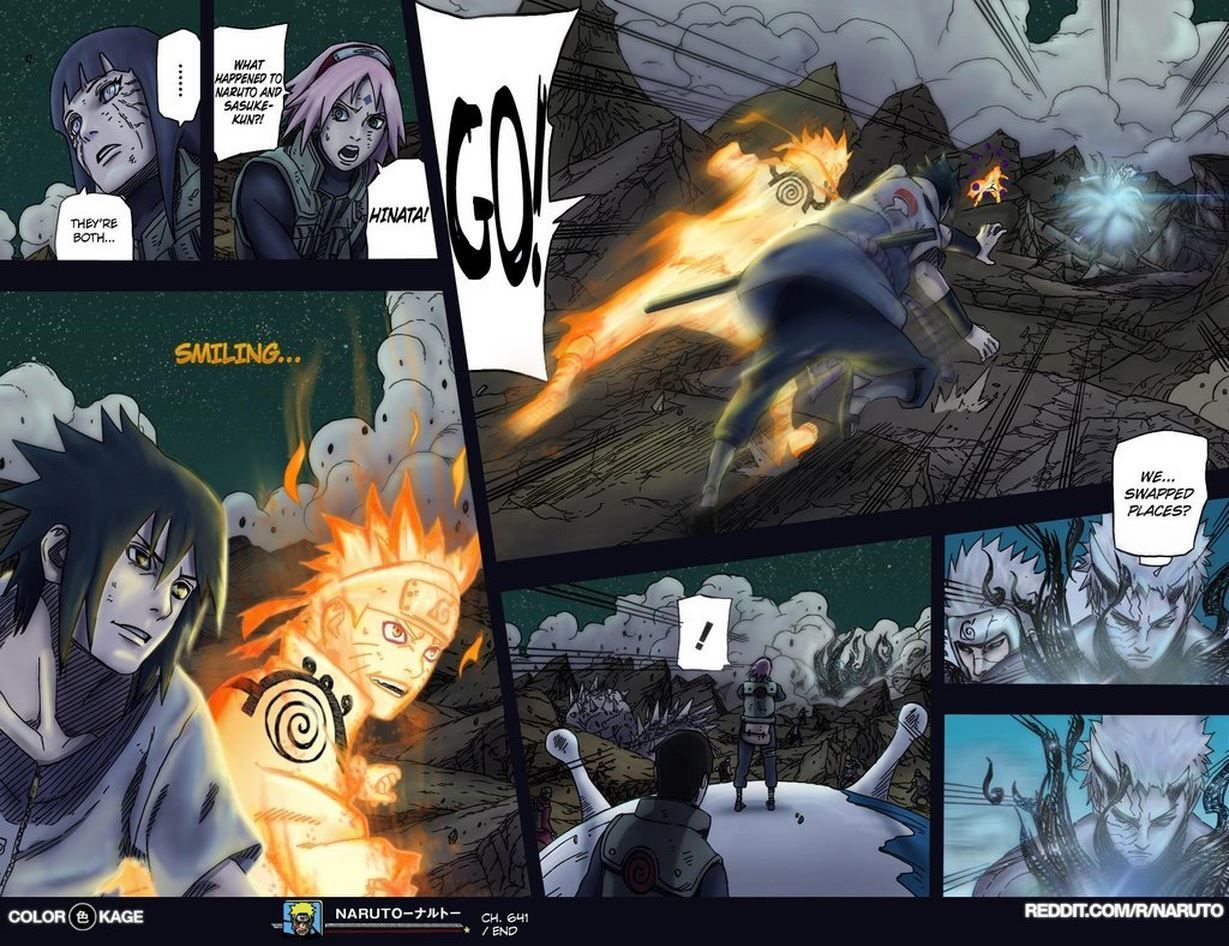 GO!
WE...
SWAPPED
PLACES?
!
HINATA!
WHAT
HAPPENED TO
NARUTO AND
SASUKE-
KUN?!
.......
THEY'RE
BOTH...
SMILING...
COLOR 色 KAGE
NARUTO-ナルト-
CH. 641
/ END
REDDIT.COM/R/NARUTO